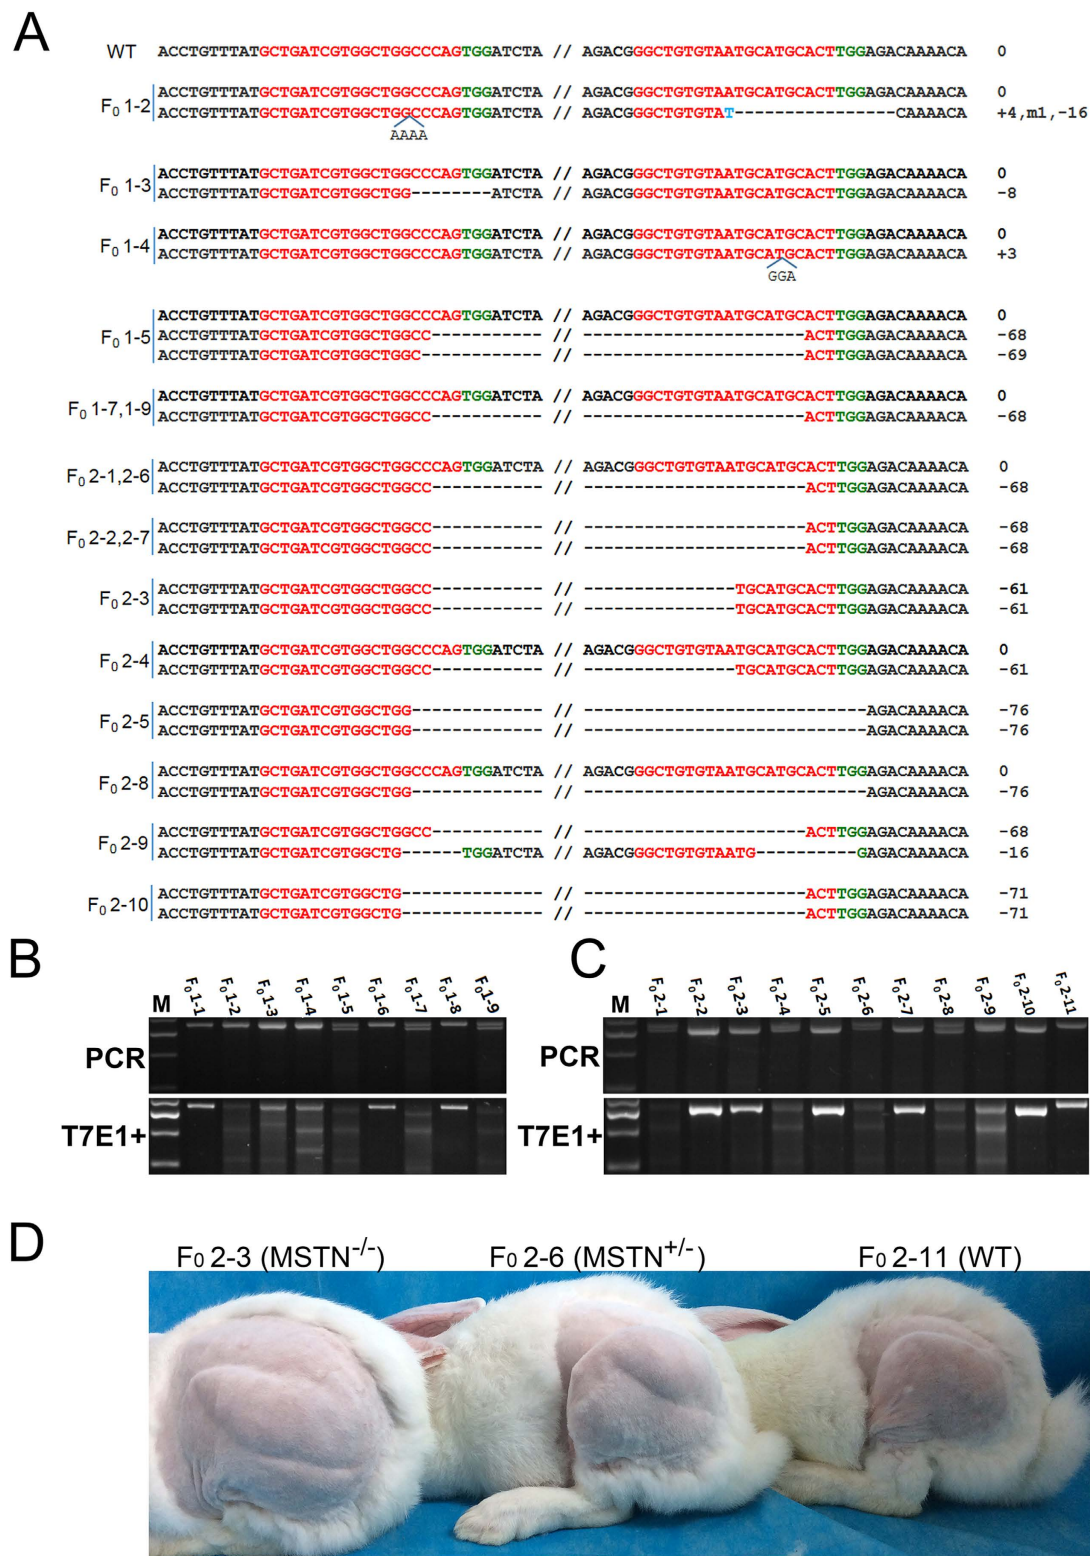 A
WT ACCTGTTTATGCTGATCGTGGCTGGCCCAGTGGATCTA // AGACGGGCTGTGTAATGCATGCACTTGGAGACAAAACA 0
F0 1-2
ACCTGTTTATGCTGATCGTGGCTGGCCCAGTGGATCTA // AGACGGGCTGTGTAATGCATGCACTTGGAGACAAAACA 0
ACCTGTTTATGCTGATCGTGGCTGGCCCAGTGGATCTA // AGACGGGCTGTGTAT----------------CAAAACA +4,m1,-16
AAAA
F0 1-3
ACCTGTTTATGCTGATCGTGGCTGGCCCAGTGGATCTA // AGACGGGCTGTGTAATGCATGCACTTGGAGACAAAACA 0
ACCTGTTTATGCTGATCGTGGCTGG--------ATCTA // AGACGGGCTGTGTAATGCATGCACTTGGAGACAAAACA -8
F0 1-4
ACCTGTTTATGCTGATCGTGGCTGGCCCAGTGGATCTA // AGACGGGCTGTGTAATGCATGCACTTGGAGACAAAACA 0
ACCTGTTTATGCTGATCGTGGCTGGCCCAGTGGATCTA // AGACGGGCTGTGTAATGCATGCACTTGGAGACAAAACA +3
GGA
F0 1-5
ACCTGTTTATGCTGATCGTGGCTGGCCCAGTGGATCTA // AGACGGGCTGTGTAATGCATGCACTTGGAGACAAAACA 0
ACCTGTTTATGCTGATCGTGGCTGGCC----------- // ----------------------ACTTGGAGACAAAACA -68
ACCTGTTTATGCTGATCGTGGCTGGC------------ // ----------------------ACTTGGAGACAAAACA -69
F0 1-7,1-9
ACCTGTTTATGCTGATCGTGGCTGGCCCAGTGGATCTA // AGACGGGCTGTGTAATGCATGCACTTGGAGACAAAACA 0
ACCTGTTTATGCTGATCGTGGCTGGCC----------- // ----------------------ACTTGGAGACAAAACA -68
F0 2-1,2-6
ACCTGTTTATGCTGATCGTGGCTGGCCCAGTGGATCTA // AGACGGGCTGTGTAATGCATGCACTTGGAGACAAAACA 0
ACCTGTTTATGCTGATCGTGGCTGGCC----------- // ----------------------ACTTGGAGACAAAACA -68
F0 2-2,2-7
ACCTGTTTATGCTGATCGTGGCTGGCC----------- // ----------------------ACTTGGAGACAAAACA -68
ACCTGTTTATGCTGATCGTGGCTGGCC----------- // ----------------------ACTTGGAGACAAAACA -68
F0 2-3
ACCTGTTTATGCTGATCGTGGCTGGCC----------- // ---------------TGCATGCACTTGGAGACAAAACA -61
ACCTGTTTATGCTGATCGTGGCTGGCC----------- // ---------------TGCATGCACTTGGAGACAAAACA -61
F0 2-4
ACCTGTTTATGCTGATCGTGGCTGGCCCAGTGGATCTA // AGACGGGCTGTGTAATGCATGCACTTGGAGACAAAACA 0
ACCTGTTTATGCTGATCGTGGCTGGCC----------- // ---------------TGCATGCACTTGGAGACAAAACA -61
F0 2-5
ACCTGTTTATGCTGATCGTGGCTGG------------- // ----------------------------AGACAAAACA -76
ACCTGTTTATGCTGATCGTGGCTGG------------- // ----------------------------AGACAAAACA -76
F0 2-8
ACCTGTTTATGCTGATCGTGGCTGGCCCAGTGGATCTA // AGACGGGCTGTGTAATGCATGCACTTGGAGACAAAACA 0
ACCTGTTTATGCTGATCGTGGCTGG------------- // ----------------------------AGACAAAACA -76
F0 2-9
ACCTGTTTATGCTGATCGTGGCTGGCC----------- // ----------------------ACTTGGAGACAAAACA -68
ACCTGTTTATGCTGATCGTGGCTG------TGGATCTA // AGACGGGCTGTGTAATG----------GAGACAAAACA -16
F0 2-10
ACCTGTTTATGCTGATCGTGGCTG-------------- // ----------------------ACTTGGAGACAAAACA -71
ACCTGTTTATGCTGATCGTGGCTG-------------- // ----------------------ACTTGGAGACAAAACA -71
B
M F0 1-1 F0 1-2 F0 1-3 F0 1-4 F0 1-5 F0 1-6 F0 1-7 F0 1-8 F0 1-9
PCR
T7E1+
C
M F0 2-1 F0 2-2 F0 2-3 F0 2-4 F0 2-5 F0 2-6 F0 2-7 F0 2-8 F0 2-9 F0 2-10 F0 2-11
PCR
T7E1+
D
F0 2-3 (MSTN-/-) F0 2-6 (MSTN+/-) F0 2-11 (WT)